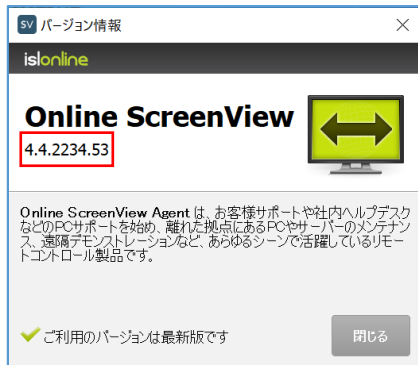 SV バージョン情報
islonline
Online ScreenView
4.4.2234.53
Online ScreenView Agent は、お客様サポートや社内ヘルプデスク
などのPCサポートを始め、離れた拠点にあるPCやサーバーのメンテナン
ス、遠隔デモンストレーションなど、あらゆるシーンで活躍しているリモー
トコントロール製品です。
ご利用のバージョンは最新版です
閉じる